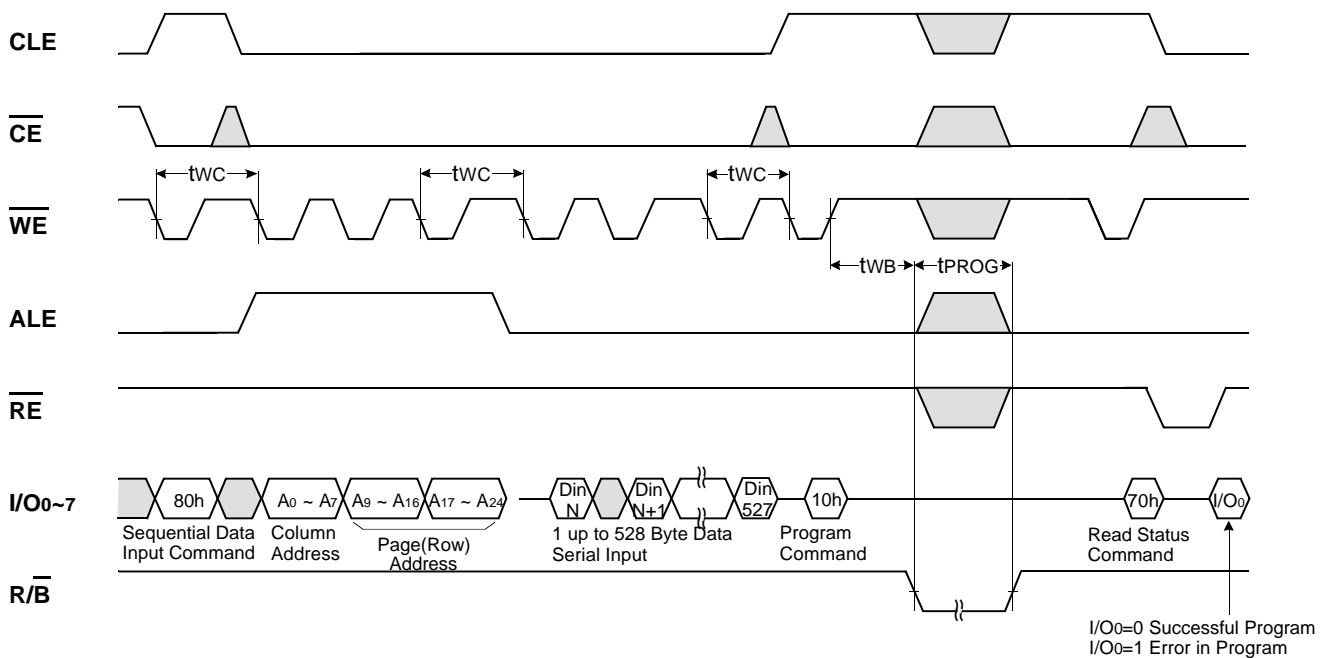 CLE
CE
tWC tWC tWC
WE
tWB tPROG
ALE
RE
I/O0~7
80h A0 ~ A7 A9 ~ A16 A17 ~ A24 Din N Din N+1 Din 527 10h 70h I/O0
Sequential Data Input Command
Column Address
Page(Row) Address
1 up to 528 Byte Data Serial Input
Program Command
Read Status Command
R/B
I/O0=0 Successful Program
I/O0=1 Error in Program